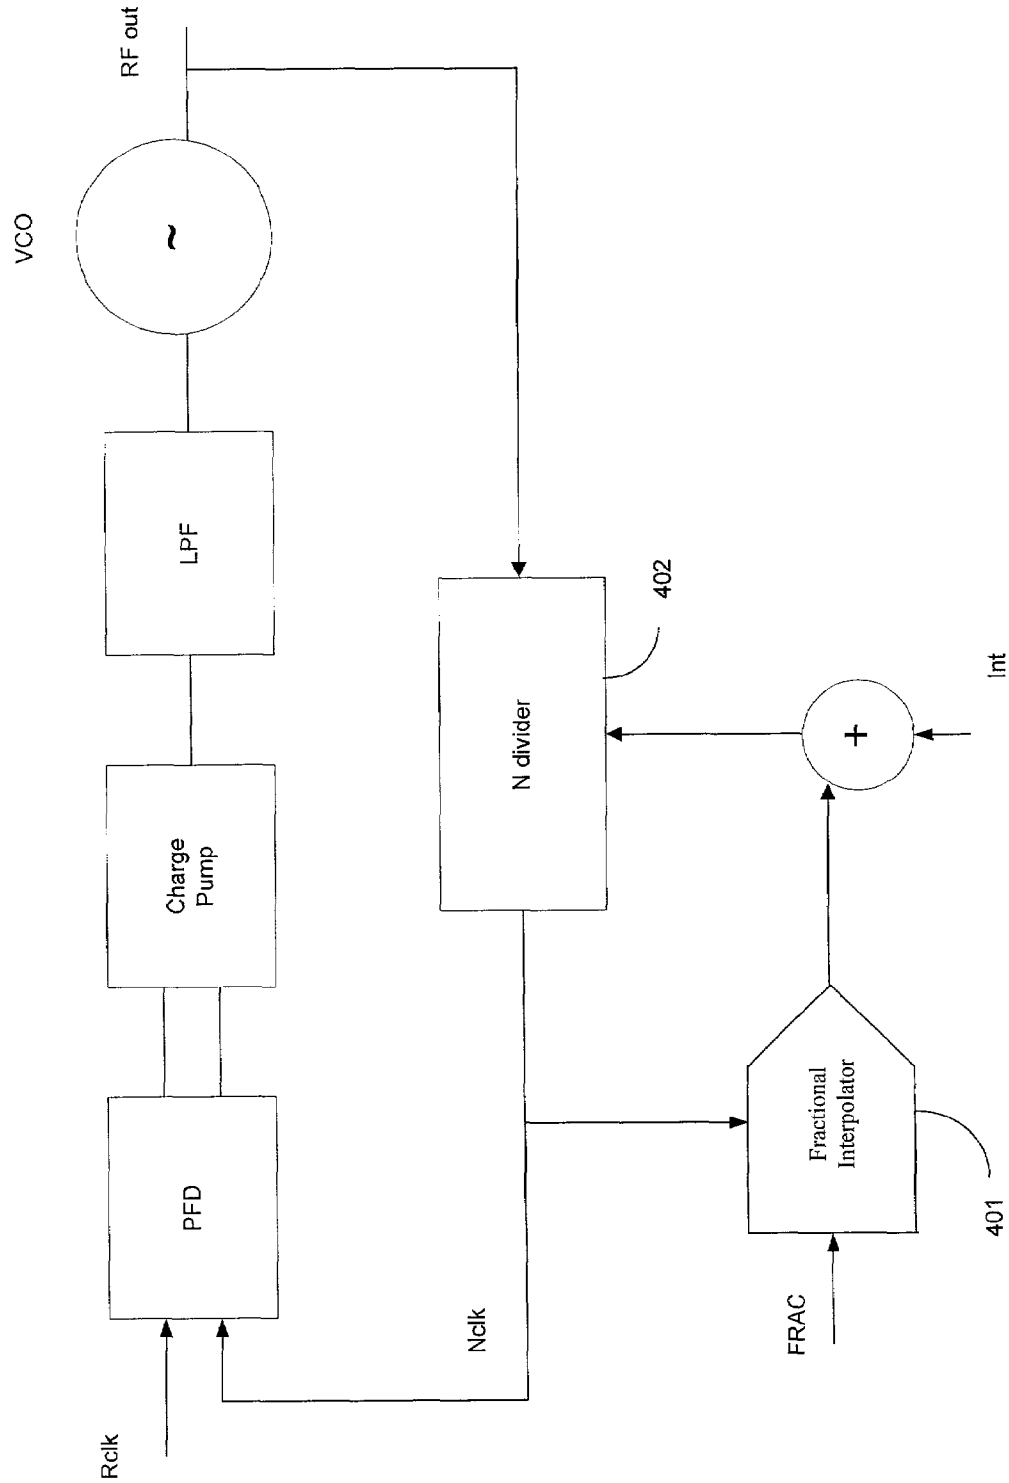 VCO
RF out
Rclk
PFD
Charge
Pump
LPF
~
Nclk
N divider
402
FRAC
Fractional
Interpolator
401
+
Int